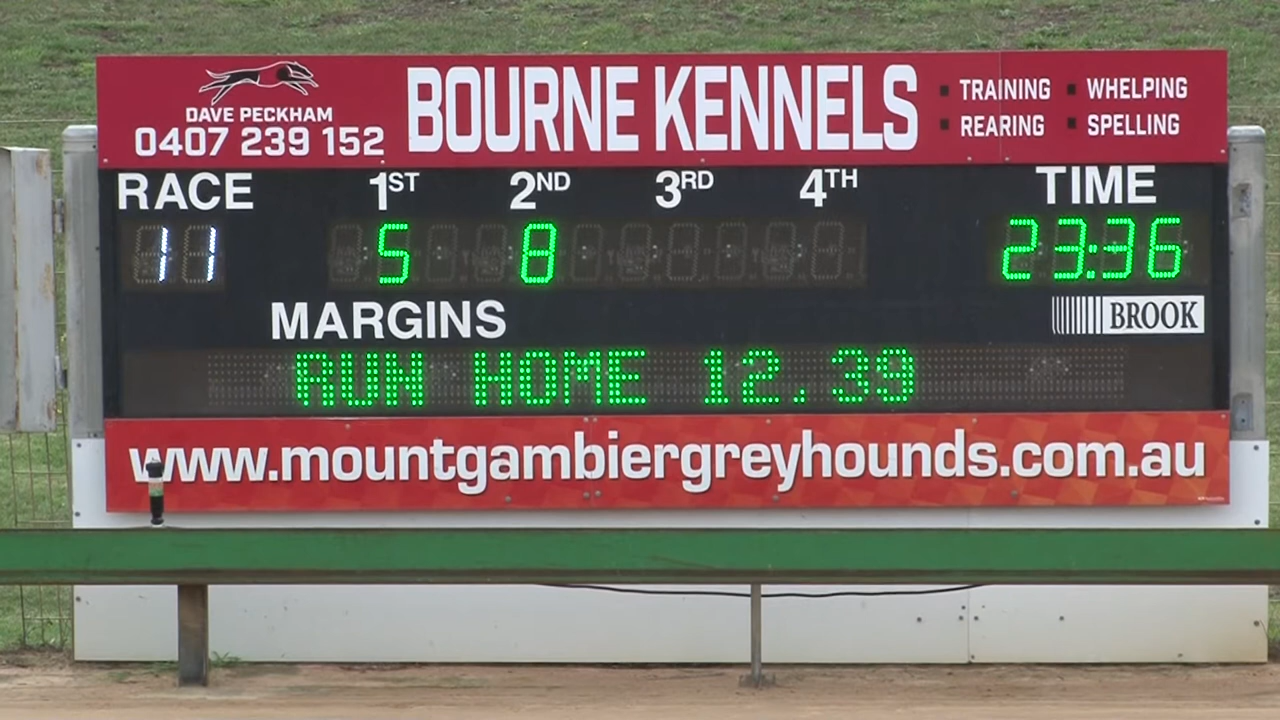 DAVE PECKHAM
0407 239 152
BOURNE KENNELS
TRAINING
WHELPING
REARING
SPELLING
RACE 1ST 2ND 3RD 4TH TIME
11 5 8 23:36
MARGINS
BROOK
RUN HOME 12.39
www.mountgambiergreyhounds.com.au